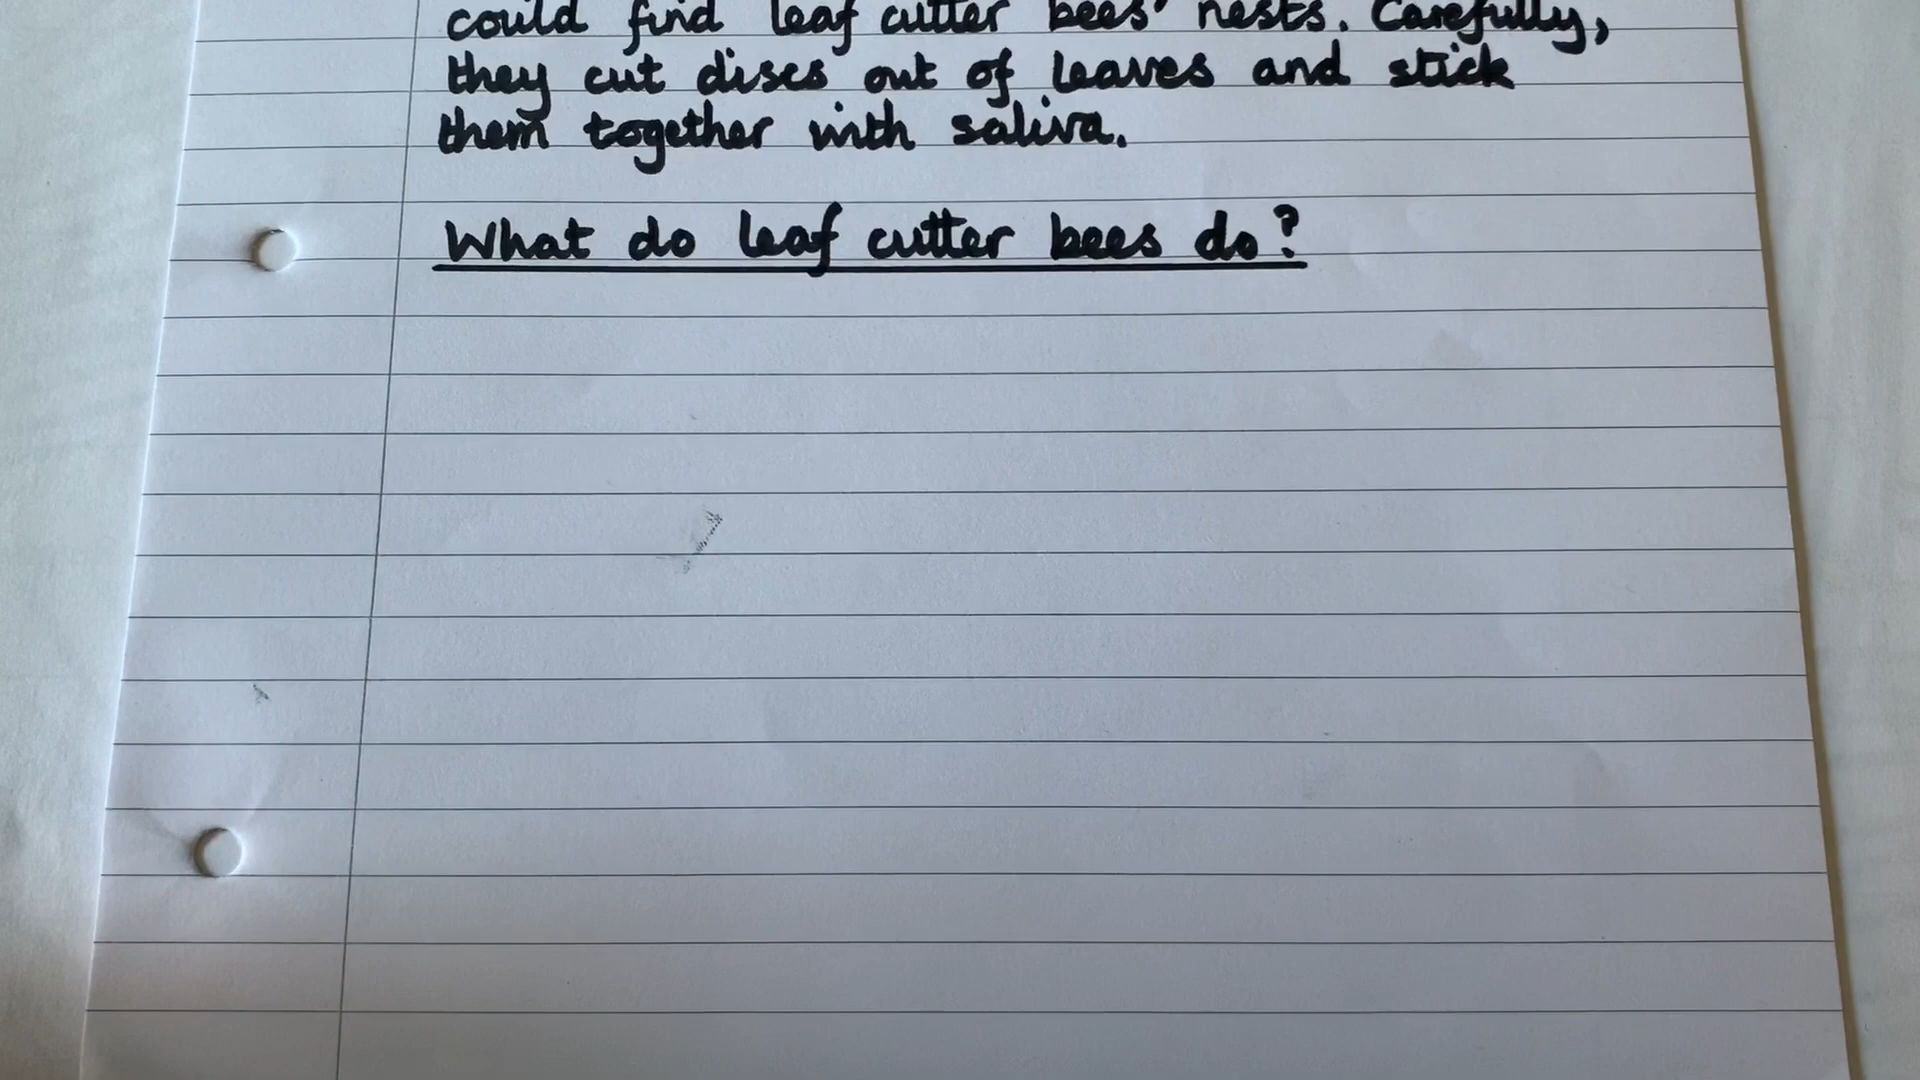 could find leaf cutter bees' nests. Carefully,
they cut discs out of leaves and stick
them together with saliva.
What do leaf cutter bees do?